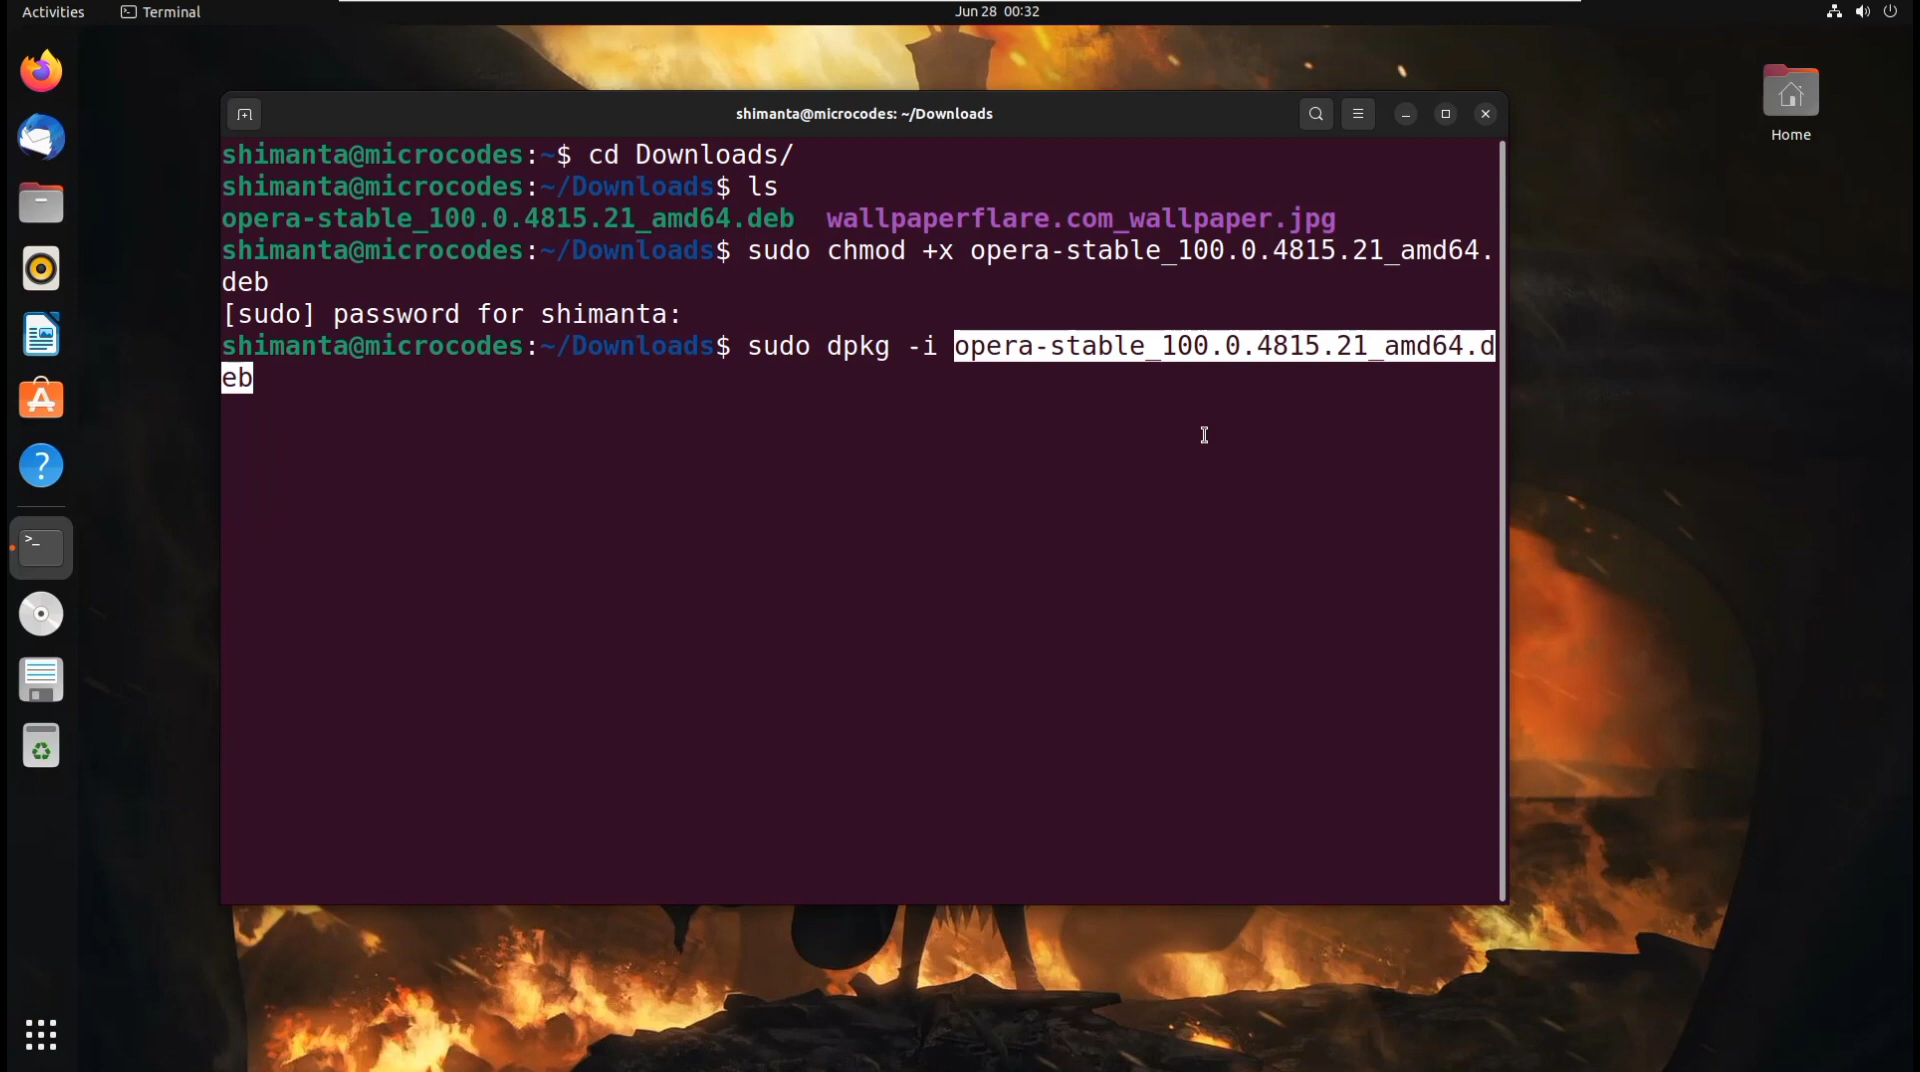 Activities Terminal Jun 28 00:32
shimanta@microcodes: ~/Downloads
Home
shimanta@microcodes:~$ cd Downloads/
shimanta@microcodes:~/Downloads$ ls
opera-stable_100.0.4815.21_amd64.deb wallpaperflare.com_wallpaper.jpg
shimanta@microcodes:~/Downloads$ sudo chmod +x opera-stable_100.0.4815.21_amd64.
deb
[sudo] password for shimanta:
shimanta@microcodes:~/Downloads$ sudo dpkg -i opera-stable_100.0.4815.21_amd64.d
eb